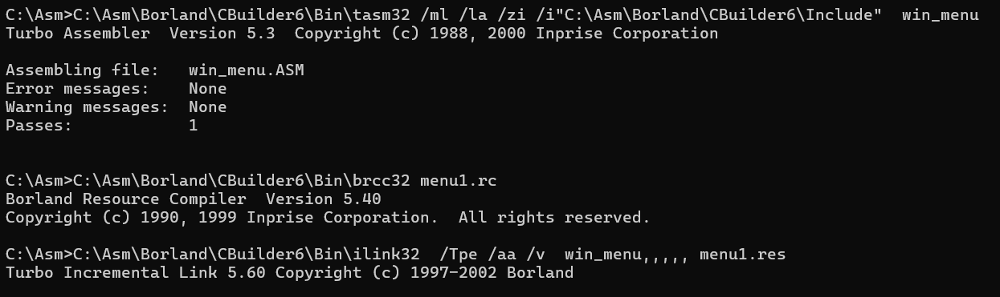 C:\Asm>C:\Asm\Borland\CBuilder6\Bin\tasm32 /ml /la /zi /i"C:\Asm\Borland\CBuilder6\Include"  win_menu
Turbo Assembler  Version 5.3  Copyright (c) 1988, 2000 Inprise Corporation
Assembling file:   win_menu.ASM
Error messages:    None
Warning messages:  None
Passes:            1
C:\Asm>C:\Asm\Borland\CBuilder6\Bin\brcc32 menu1.rc
Borland Resource Compiler  Version 5.40
Copyright (c) 1990, 1999 Inprise Corporation.  All rights reserved.
C:\Asm>C:\Asm\Borland\CBuilder6\Bin\ilink32  /Tpe /aa /v  win_menu,,,,, menu1.res
Turbo Incremental Link 5.60 Copyright (c) 1997-2002 Borland